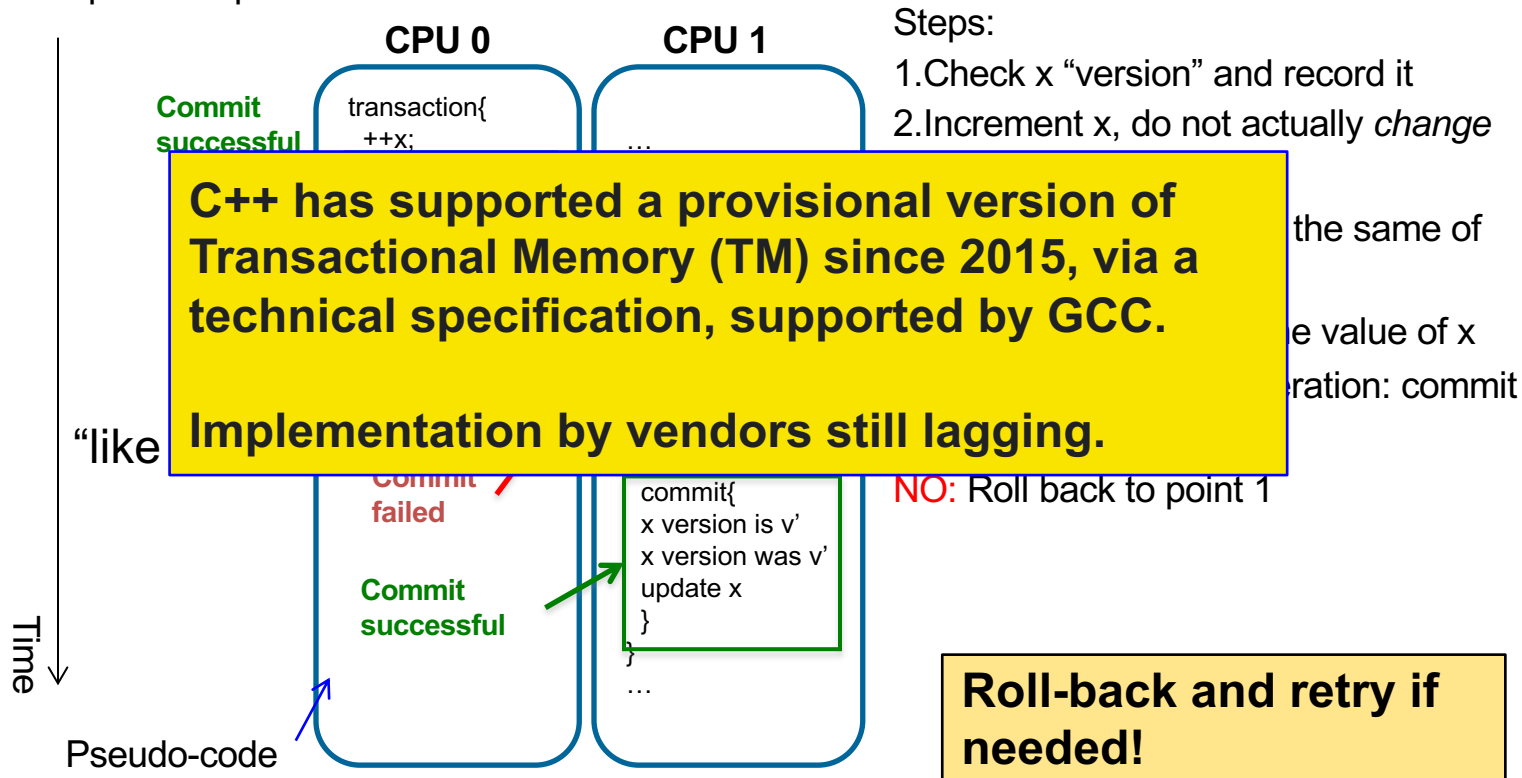 CPU 0
CPU 1
Steps:
1.Check x “version” and record it
2.Increment x, do not actually change
Commit
successful
transaction{
++x;
…
C++ has supported a provisional version of
Transactional Memory (TM) since 2015, via a
technical specification, supported by GCC.
Implementation by vendors still lagging.
the same of
value of x
: commit
“like
NO: Roll back to point 1
Commit
failed
commit{
x version is v’
x version was v’
update x
}
}
…
Commit
successful
Time
Pseudo-code
Roll-back and retry if
needed!